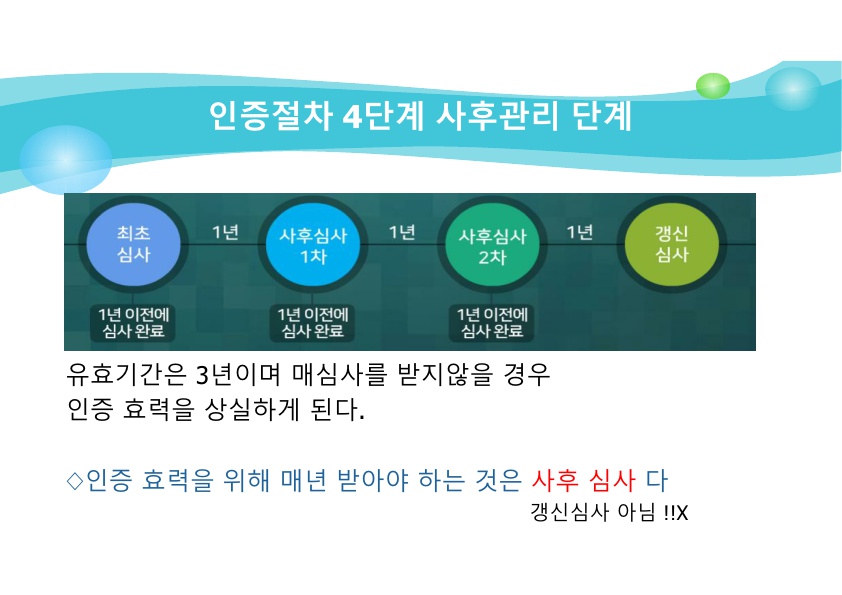 인증절차 4단계 사후관리 단계
최초
심사
1년
사후심사
1차
1년
사후심사
2차
1년
갱신
심사
1년 이전에
심사 완료
1년 이전에
심사 완료
1년 이전에
심사 완료
유효기간은 3년이며 매심사를 받지않을 경우
인증 효력을 상실하게 된다.
◇인증 효력을 위해 매년 받아야 하는 것은 사후 심사 다
갱신심사 아님 !!X